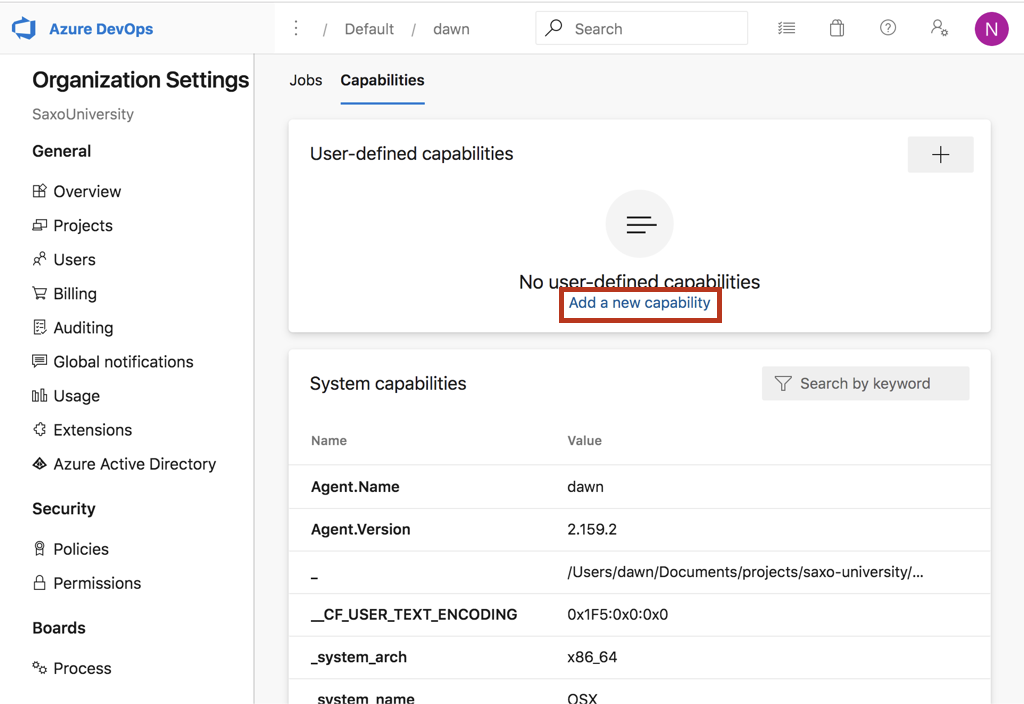 Azure DevOps
/ Default / dawn
Search
N
Organization Settings
SaxoUniversity
General
Overview
Projects
Users
Billing
Auditing
Global notifications
Usage
Extensions
Azure Active Directory
Security
Policies
Permissions
Boards
Process
Jobs Capabilities
User-defined capabilities
No user-defined capabilities
Add a new capability
System capabilities
Search by keyword
Name Value
Agent.Name dawn
Agent.Version 2.159.2
_ /Users/dawn/Documents/projects/saxo-university/...
__CF_USER_TEXT_ENCODING 0x1F5:0x0:0x0
_system_arch x86_64
_system_name OSX